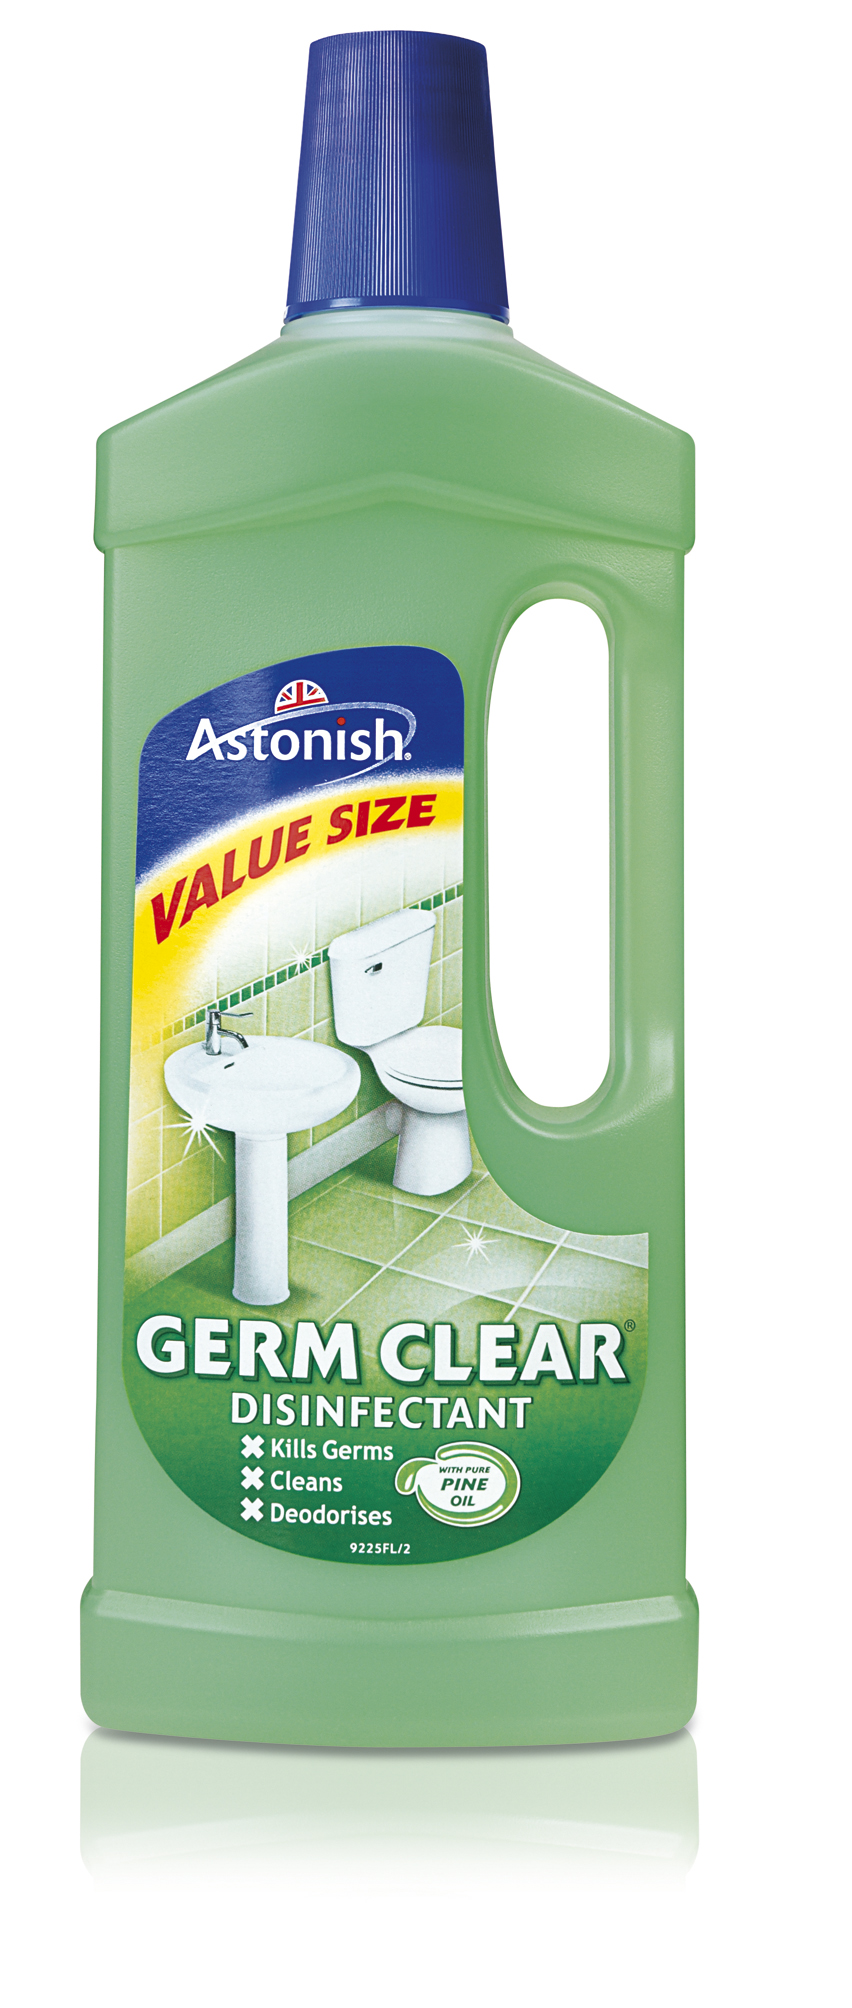 Astonish®
VALUE SIZE
GERM CLEAR®
DISINFECTANT
✖ Kills Germs
✖ Cleans
✖ Deodorises
WITH PURE
PINE
OIL
9225FL/2